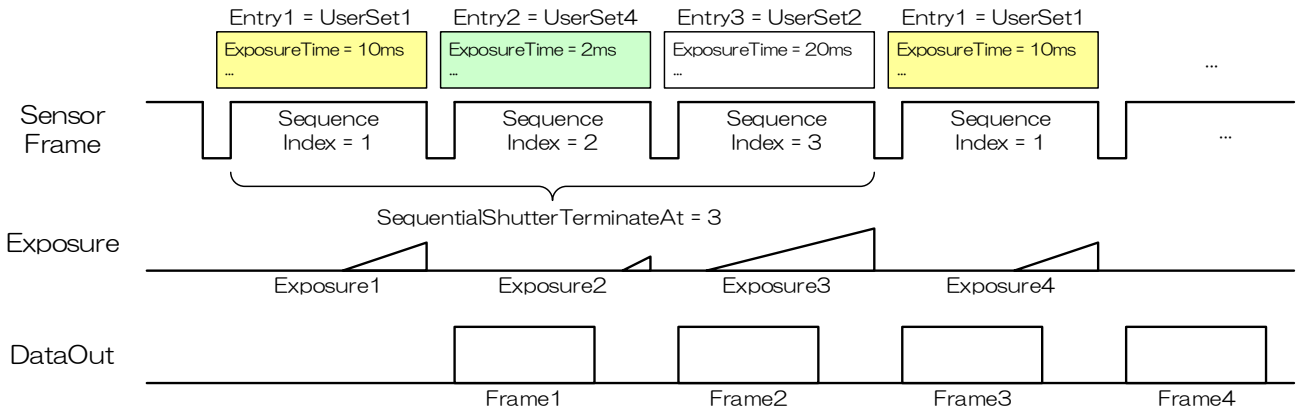 Entry1 = UserSet1
Entry2 = UserSet4
Entry3 = UserSet2
Entry1 = UserSet1
ExposureTime = 10ms
...
ExposureTime = 2ms
...
ExposureTime = 20ms
...
ExposureTime = 10ms
...
...
Sensor
Frame
Sequence
Index = 1
Sequence
Index = 2
Sequence
Index = 3
Sequence
Index = 1
...
SequentialShutterTerminateAt = 3
Exposure
Exposure1
Exposure2
Exposure3
Exposure4
DataOut
Frame1
Frame2
Frame3
Frame4